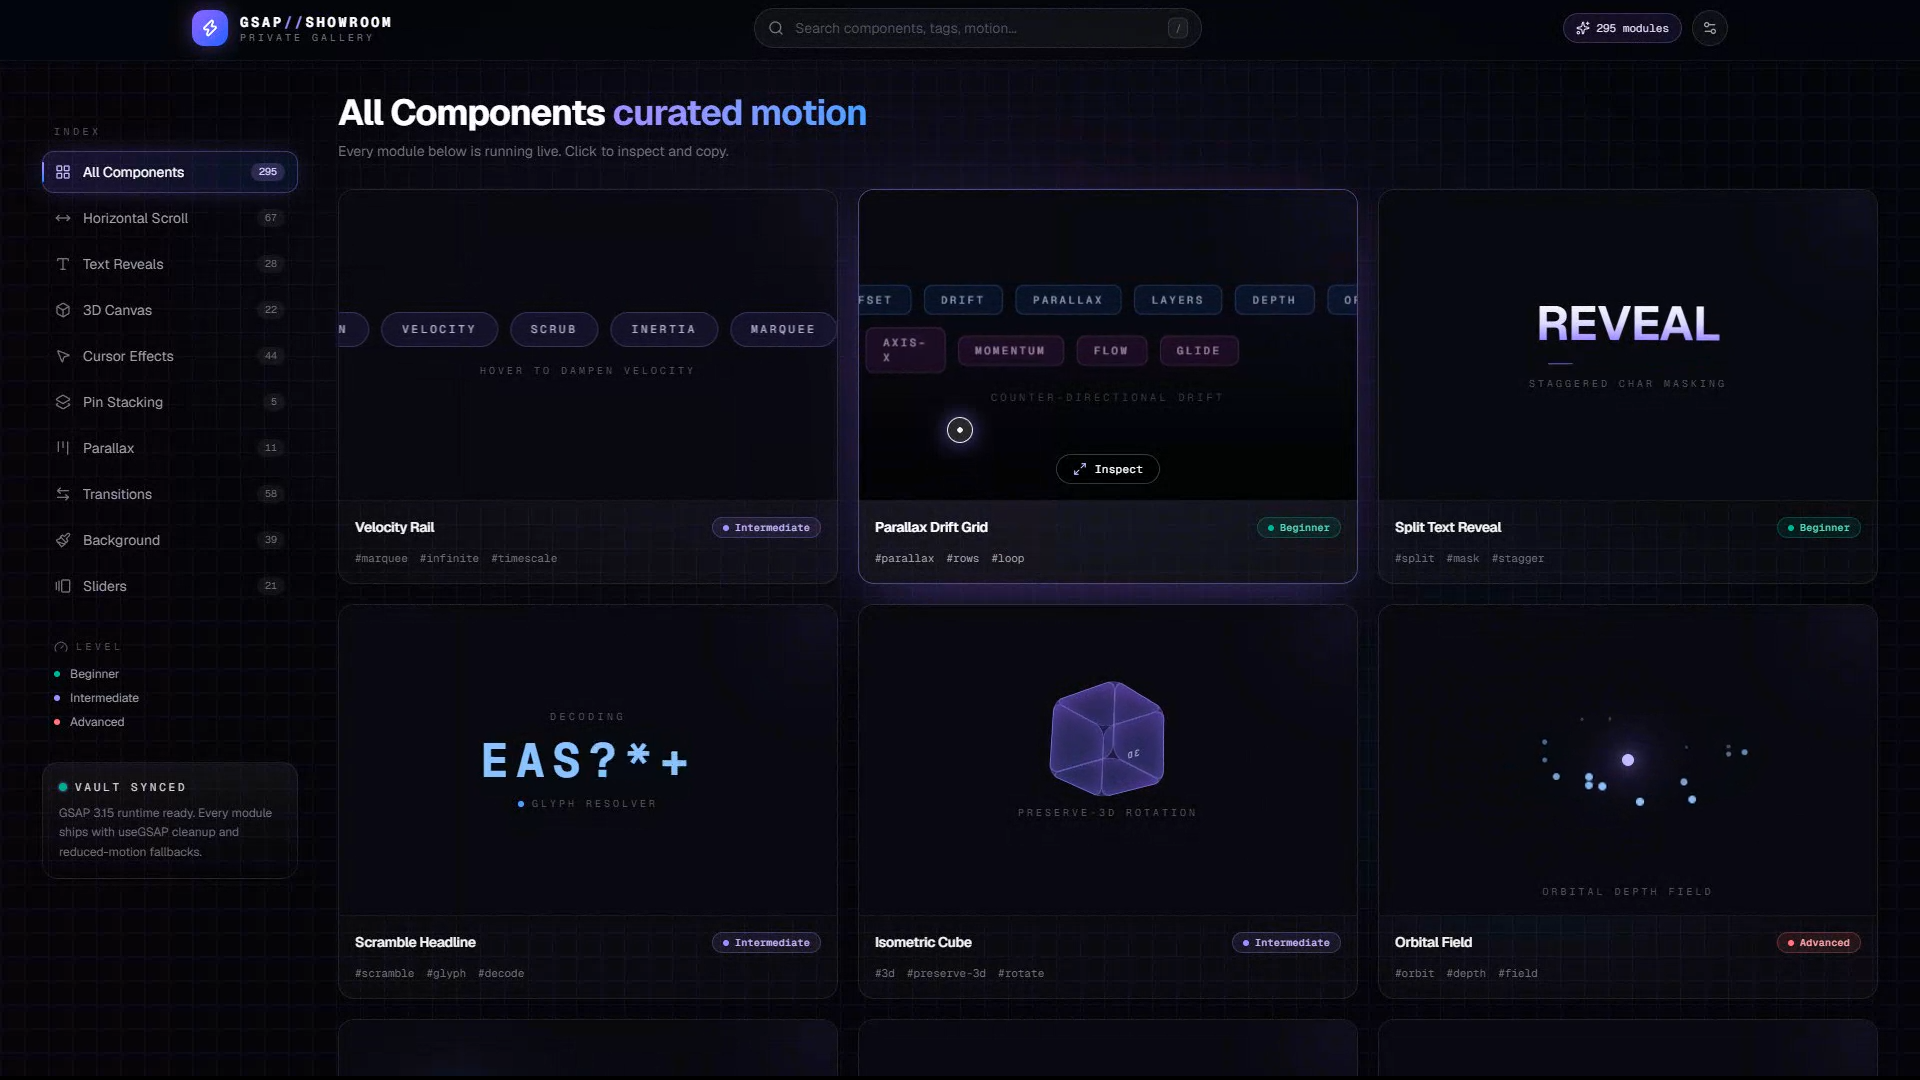 GSAP//SHOWROOM
PRIVATE GALLERY
Search components, tags, motion...
/
295 modules
INDEX
All Components 295
Horizontal Scroll 67
Text Reveals 28
3D Canvas 22
Cursor Effects 44
Pin Stacking 5
Parallax 11
Transitions 58
Background 39
Sliders 21
LEVEL
Beginner
Intermediate
Advanced
VAULT SYNCED
GSAP 3.15 runtime ready. Every module
ships with useGSAP cleanup and
reduced-motion fallbacks.
All Components curated motion
Every module below is running live. Click to inspect and copy.
N VELOCITY SCRUB INERTIA MARQUEE
HOVER TO DAMPEN VELOCITY
Velocity Rail Intermediate
#marquee #infinite #timescale
FSET DRIFT PARALLAX LAYERS DEPTH
AXIS-
X
MOMENTUM FLOW GLIDE
COUNTER-DIRECTIONAL DRIFT
Inspect
Parallax Drift Grid Beginner
#parallax #rows #loop
REVEAL
STAGGERED CHAR MASKING
Split Text Reveal Beginner
#split #mask #stagger
DECODING
EAS?*+
GLYPH RESOLVER
Scramble Headline Intermediate
#scramble #glyph #decode
3D
PRESERVE-3D ROTATION
Isometric Cube Intermediate
#3d #preserve-3d #rotate
ORBITAL DEPTH FIELD
Orbital Field Advanced
#orbit #depth #field